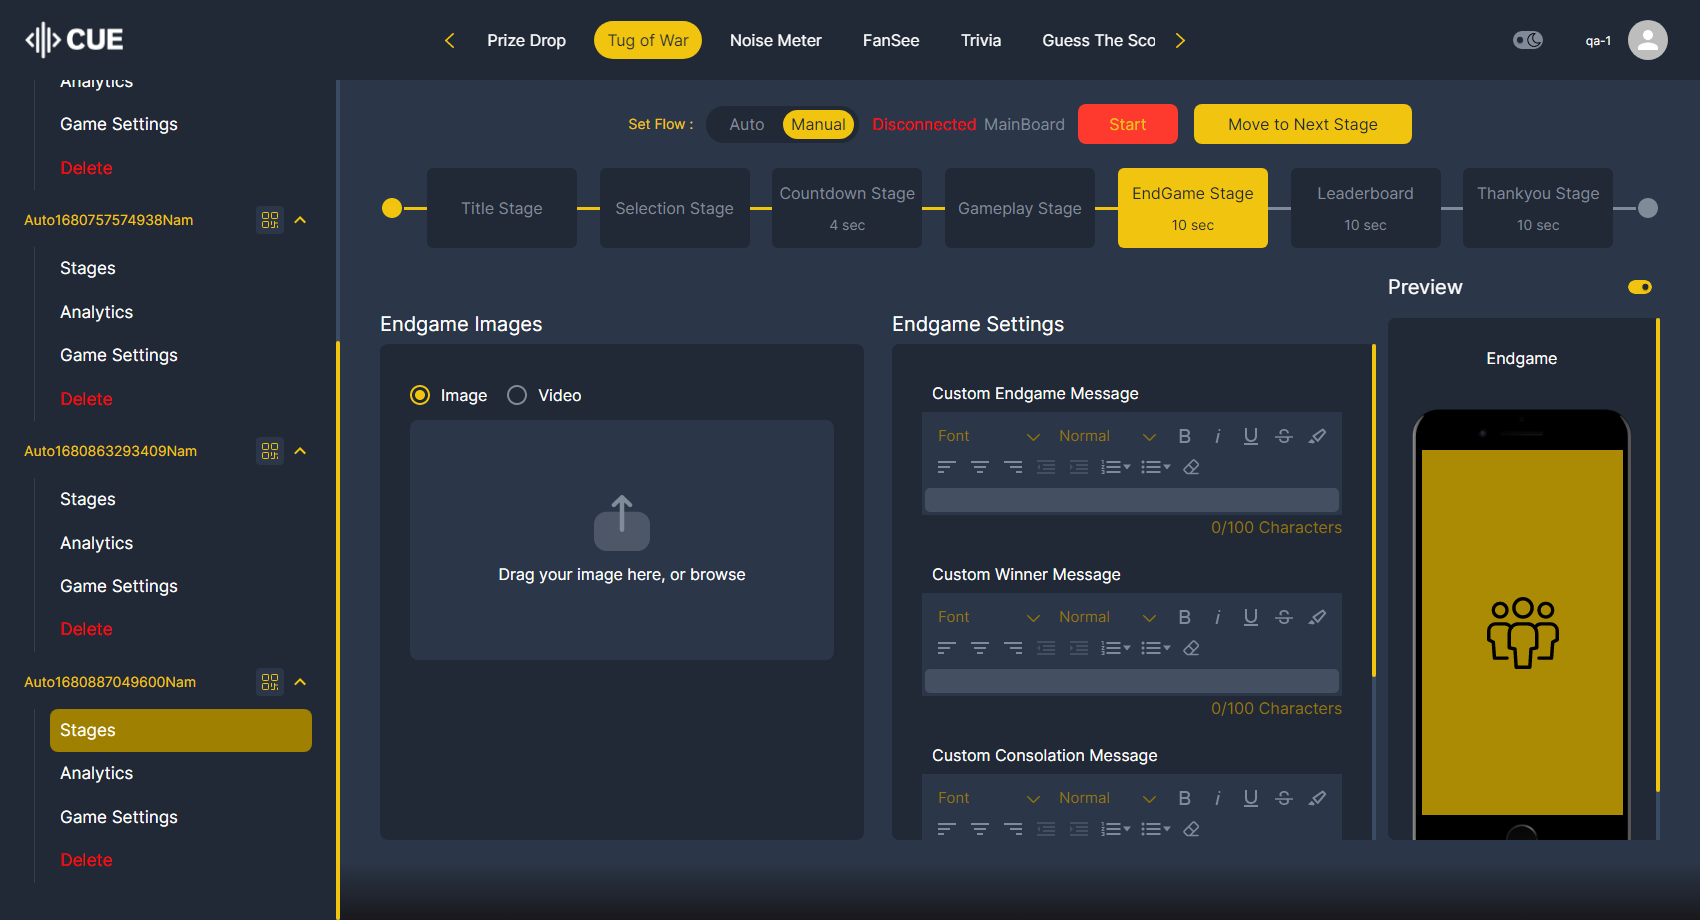 CUE
Prize Drop
Tug of War
Noise Meter
FanSee
Trivia
Guess The Sco
qa-1
Analytics
Game Settings
Delete
Auto1680757574938Nam
Stages
Analytics
Game Settings
Delete
Auto1680863293409Nam
Stages
Analytics
Game Settings
Delete
Auto1680887049600Nam
Stages
Analytics
Game Settings
Delete
Set Flow :
Auto
Manual
Disconnected MainBoard
Start
Move to Next Stage
Title Stage
Selection Stage
Countdown Stage
4 sec
Gameplay Stage
EndGame Stage
10 sec
Leaderboard
10 sec
Thankyou Stage
10 sec
Endgame Images
Image
Video
Drag your image here, or browse
Endgame Settings
Custom Endgame Message
Font
Normal
B i U S
0/100 Characters
Custom Winner Message
Font
Normal
B i U S
0/100 Characters
Custom Consolation Message
Font
Normal
B i U S
Preview
Endgame